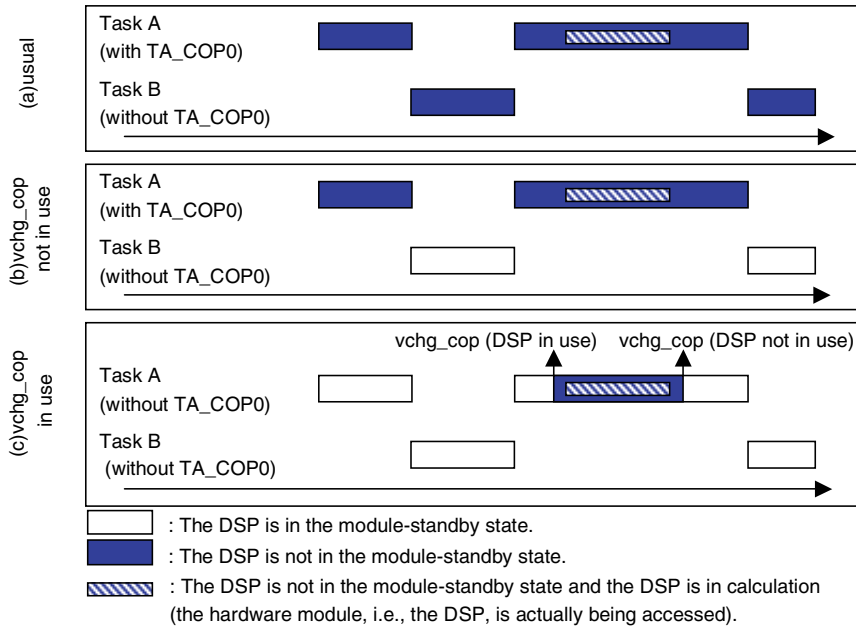 (a)usual
Task A
(with TA_COP0)
Task B
(without TA_COP0)
(b)vchg_cop
not in use
Task A
(with TA_COP0)
Task B
(without TA_COP0)
(c)vchg_cop
in use
vchg_cop (DSP in use)
vchg_cop (DSP not in use)
Task A
(without TA_COP0)
Task B
(without TA_COP0)
: The DSP is in the module-standby state.
: The DSP is not in the module-standby state.
: The DSP is not in the module-standby state and the DSP is in calculation
(the hardware module, i.e., the DSP, is actually being accessed).